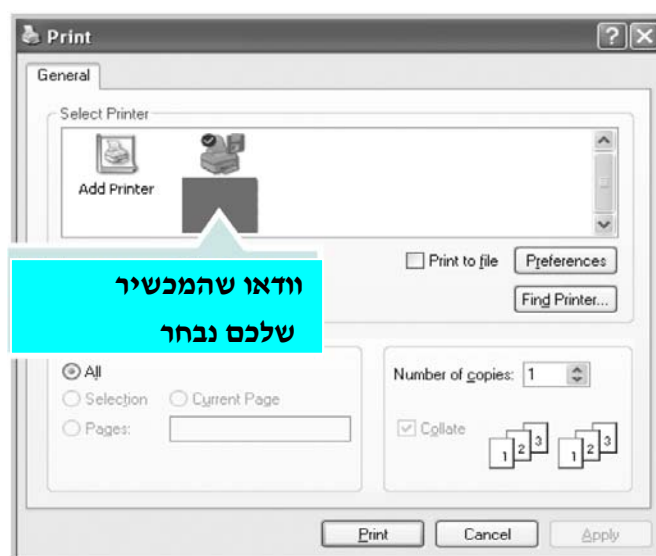 Print
General
Select Printer
Add Printer
וודאו שהמכשיר
שלכם נבחר
Print to file
Preferences
Find Printer...
All
Selection
Current Page
Pages:
Number of copies: 1
Collate
1 2 3 1 2 3
Print Cancel Apply